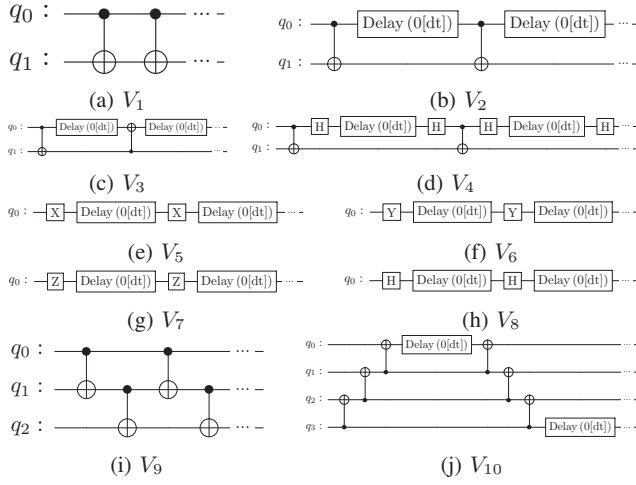 q₀ :
q₁ :
...
(a) V₁
q₀ : Delay (0[dt]) Delay (0[dt]) ...
q₁ : ...
(b) V₂
q₀ : Delay (0[dt]) Delay (0[dt]) ...
q₁ : ...
(c) V₃
q₀ : H Delay (0[dt]) H H Delay (0[dt]) H ...
q₁ : ...
(d) V₄
q₀ : X Delay (0[dt]) X Delay (0[dt]) ...
(e) V₅
q₀ : Y Delay (0[dt]) Y Delay (0[dt]) ...
(f) V₆
q₀ : Z Delay (0[dt]) Z Delay (0[dt]) ...
(g) V₇
q₀ : H Delay (0[dt]) H Delay (0[dt]) ...
(h) V₈
q₀ : ...
q₁ : ...
q₂ : ...
(i) V₉
q₀ : Delay (0[dt]) ...
q₁ : ...
q₂ : ...
q₃ : Delay (0[dt]) ...
(j) V₁₀